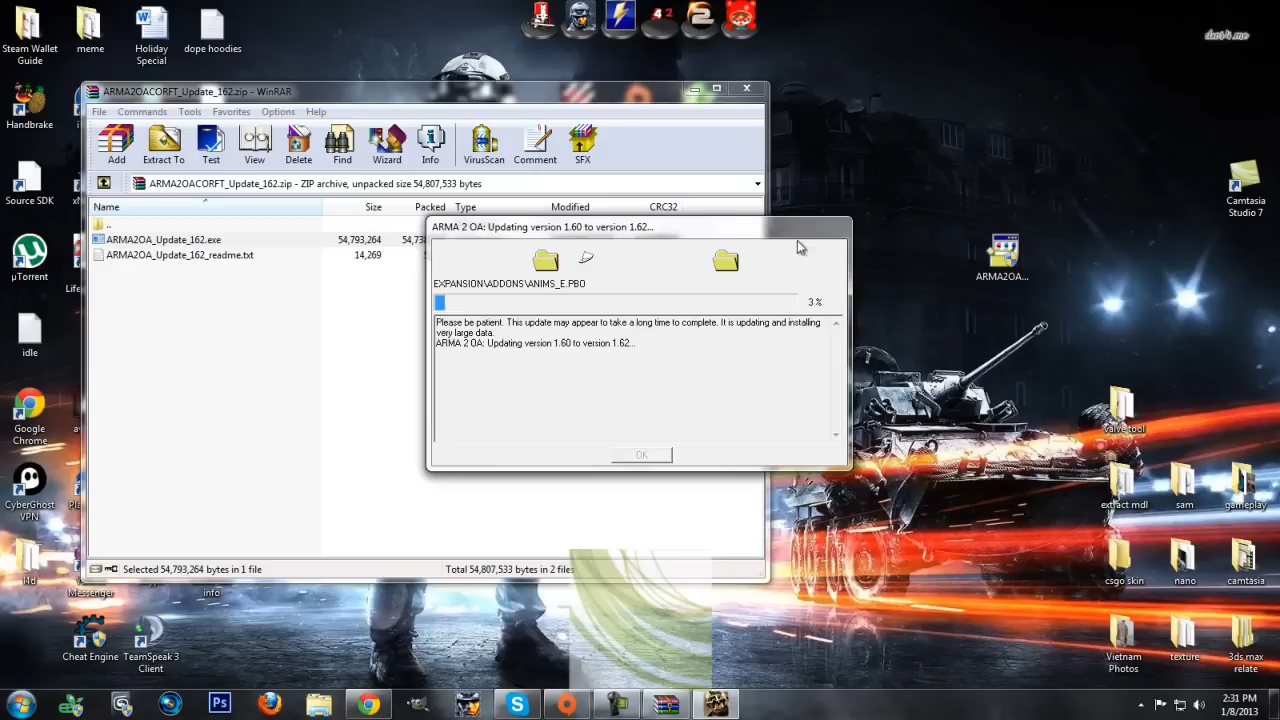 Steam Wallet
Guide
meme
Holiday
Special
dope hoodies
Handbrake
Share SDK
µTorrent
idle
Google
Chrome
CyberGhost
VPN
l4d
Messenger
info
Cheat Engine
TeamSpeak 3
Client
ARMA2OACORFT_Update_162.zip - WinRAR
File Commands Tools Favorites Options Help
Add Extract To Test View Delete Find Wizard Info VirusScan Comment SFX
ARMA2OACORFT_Update_162.zip - ZIP archive, unpacked size 54,807,533 bytes
Name Size Packed Type Modified CRC32
..
ARMA2OA_Update_162.exe 54,793,264
ARMA2OA_Update_162_readme.txt 14,269
Selected 54,793,264 bytes in 1 file Total 54,807,533 bytes in 2 files
ARMA 2 OA: Updating version 1.60 to version 1.62...
EXPANSION\ADDONS\ANIMS_E.PBO
3 %
Please be patient. This update may appear to take a long time to complete. It is updating and installing
very large data.
ARMA 2 OA: Updating version 1.60 to version 1.62...
OK
ARMA2OA...
Camtasia
Studio 7
valve tool
extract mdl
sam
gameplay
csgo skin
nano
camtasia
Vietnam
Photos
texture
3ds max
relate
2:31 PM
1/8/2013